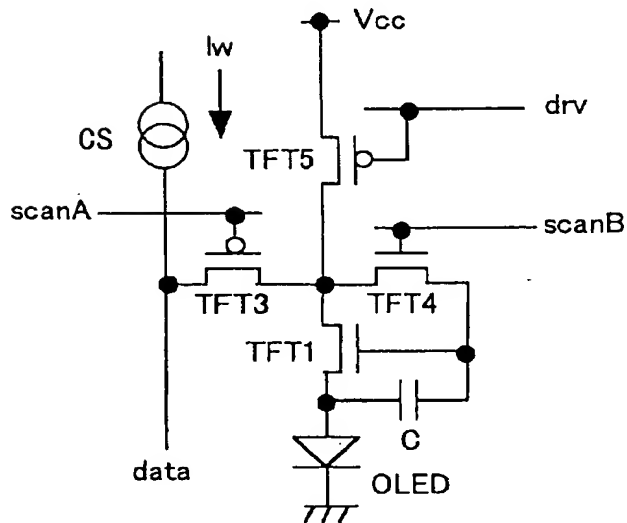 Vcc
Iw
drv
CS
TFT5
scanA
scanB
TFT3
TFT4
TFT1
C
data
OLED